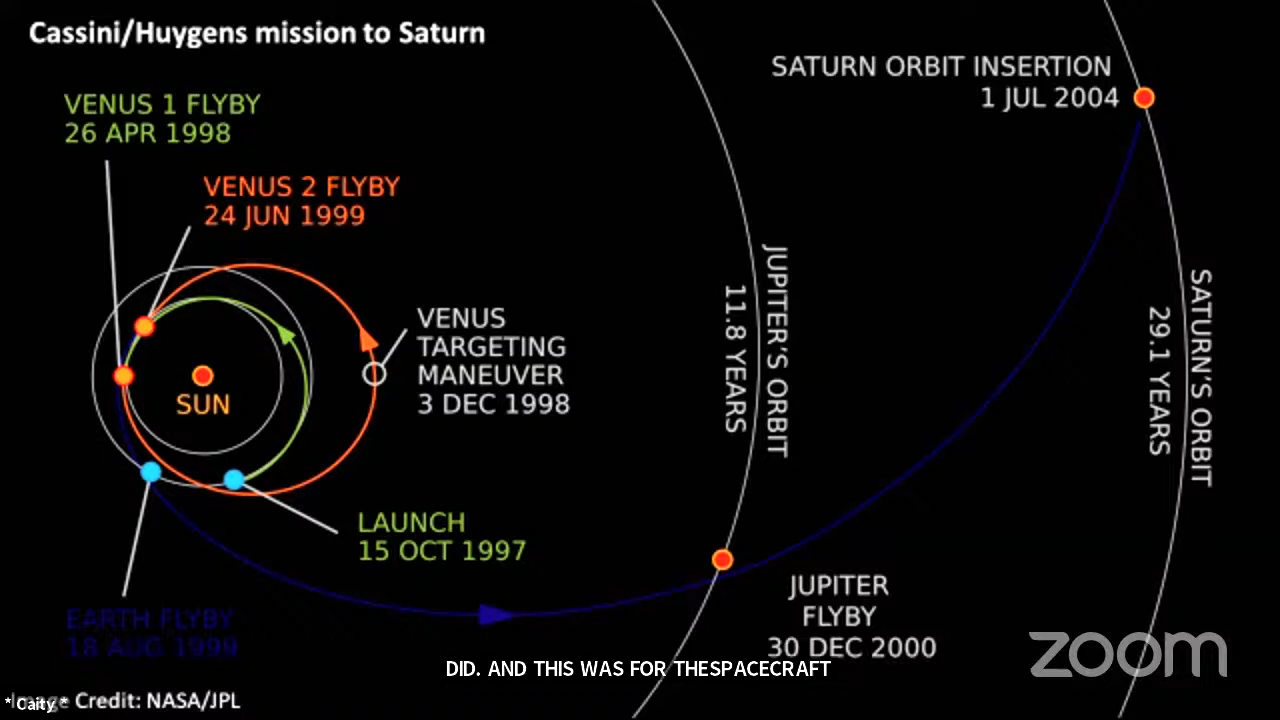 Cassini/Huygens mission to Saturn
VENUS 1 FLYBY
26 APR 1998
VENUS 2 FLYBY
24 JUN 1999
SATURN ORBIT INSERTION
1 JUL 2004
VENUS
TARGETING
MANEUVER
3 DEC 1998
SUN
JUPITER'S ORBIT
11.8 YEARS
SATURN'S ORBIT
29.1 YEARS
LAUNCH
15 OCT 1997
EARTH FLYBY
18 AUG 1999
JUPITER
FLYBY
30 DEC 2000
zoom
DID. AND THIS WAS FOR THESPACECRAFT
Image Credit: NASA/JPL
* Caity *